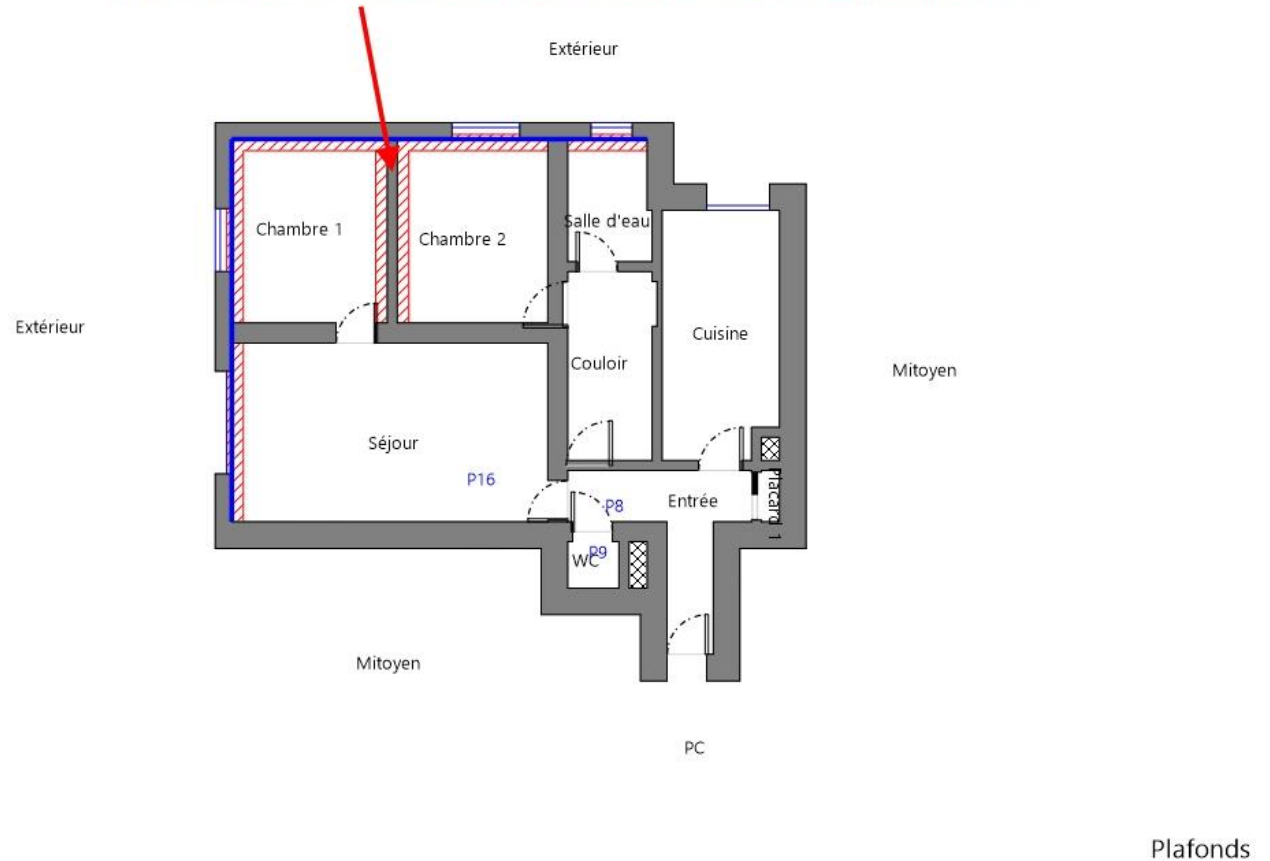 Extérieur
Salle d'eau
Chambre 1
Chambre 2
Extérieur
Cuisine
Couloir
Mitoyen
Séjour
P16
Entrée
P8
Placard 1
P9
WC
Mitoyen
PC
Plafonds